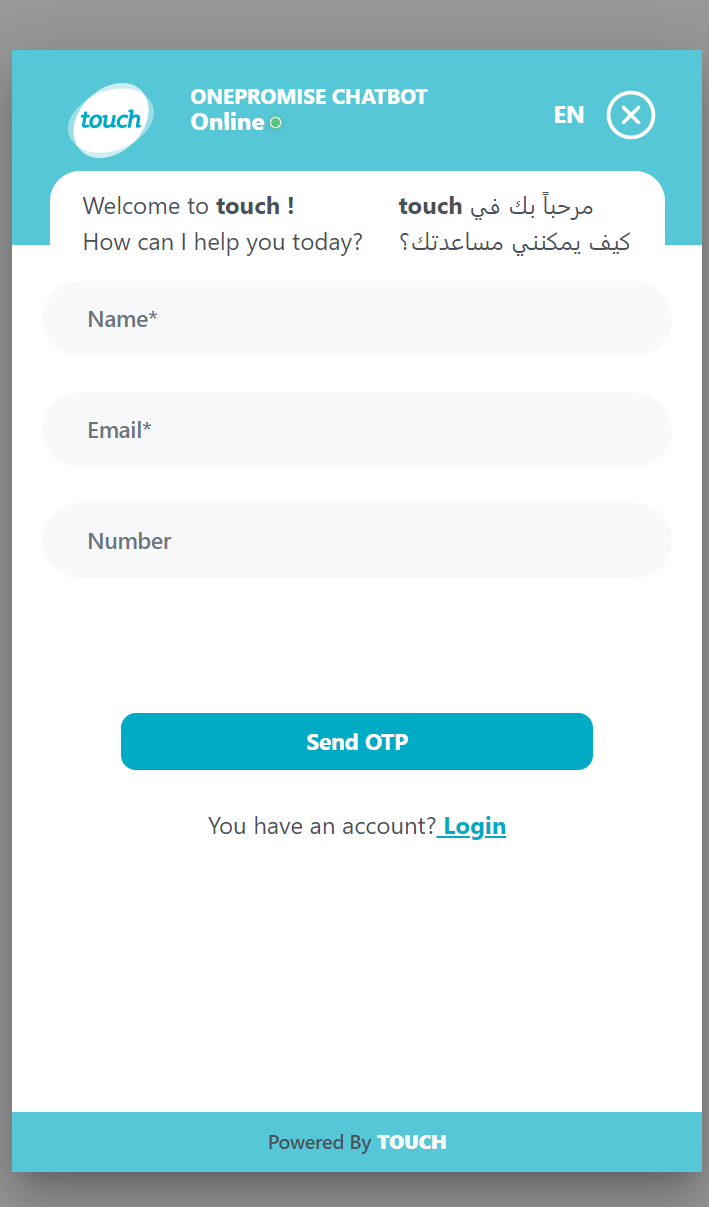 touch
ONEPROMISE CHATBOT
Online
EN
Welcome to touch !
How can I help you today?
مرحباً بك في touch
كيف يمكنني مساعدتك؟
Name*
Email*
Number
Send OTP
You have an account? Login
Powered By TOUCH